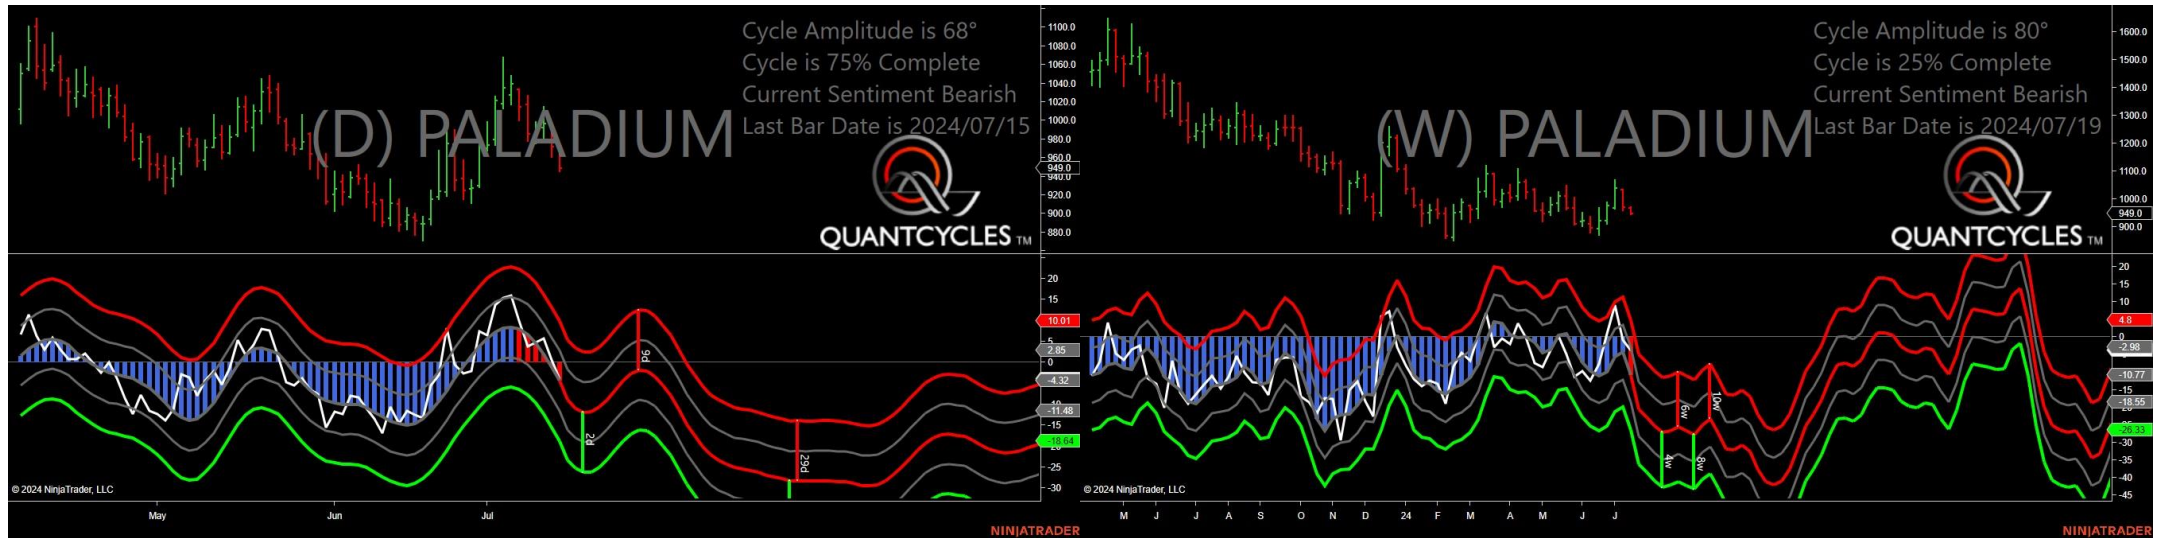 Cycle Amplitude is 68°
Cycle is 75% Complete
Current Sentiment Bearish
Last Bar Date is 2024/07/15
(D) PALADIUM
QUANTCYCLES TM
1100.0
1080.0
1060.0
1040.0
1020.0
1000.0
980.0
960.0
949.0
940.0
920.0
900.0
880.0
20
15
10.01
5
2.85
0
-4.32
-11.48
-15
-18.64
-25
-30
9d
2d
29d
© 2024 NinjaTrader, LLC
May
Jun
Jul
NINJATRADER
Cycle Amplitude is 80°
Cycle is 25% Complete
Current Sentiment Bearish
Last Bar Date is 2024/07/19
(W) PALADIUM
QUANTCYCLES TM
1600.0
1500.0
1400.0
1300.0
1200.0
1100.0
1000.0
949.0
900.0
20
15
10
4.8
0
-2.98
-10.77
-15
-18.55
-26.33
-30
-35
-40
-45
6w
10w
4w
8w
© 2024 NinjaTrader, LLC
M
J
J
A
S
O
N
D
24
F
M
A
M
J
J
NINJATRADER